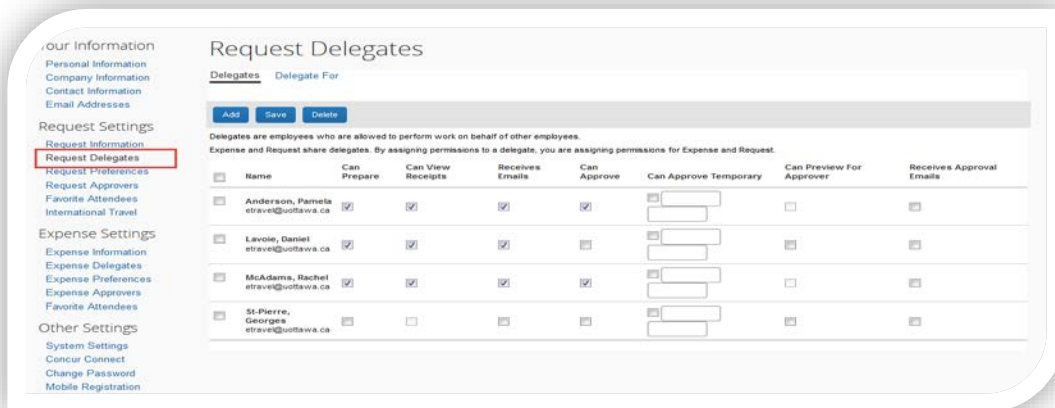 Your Information
Personal Information
Company Information
Contact Information
Email Addresses
Request Settings
Request Information
Request Delegates
Request Preferences
Request Approvers
Favorite Attendees
International Travel
Expense Settings
Expense Information
Expense Delegates
Expense Preferences
Expense Approvers
Favorite Attendees
Other Settings
System Settings
Concur Connect
Change Password
Mobile Registration
Request Delegates
Delegates Delegate For
Add Save Delete
Delegates are employees who are allowed to perform work on behalf of other employees.
Expense and Request share delegates. By assigning permissions to a delegate, you are assigning permissions for Expense and Request.
Name Can Prepare Can View Receipts Receives Emails Can Approve Can Approve Temporary Can Preview For Approver Receives Approval Emails
Anderson, Pamela
etravel@uottawa.ca
Lavoie, Daniel
etravel@uottawa.ca
McAdams, Rachel
etravel@uottawa.ca
St-Pierre,
Georges
etravel@uottawa.ca